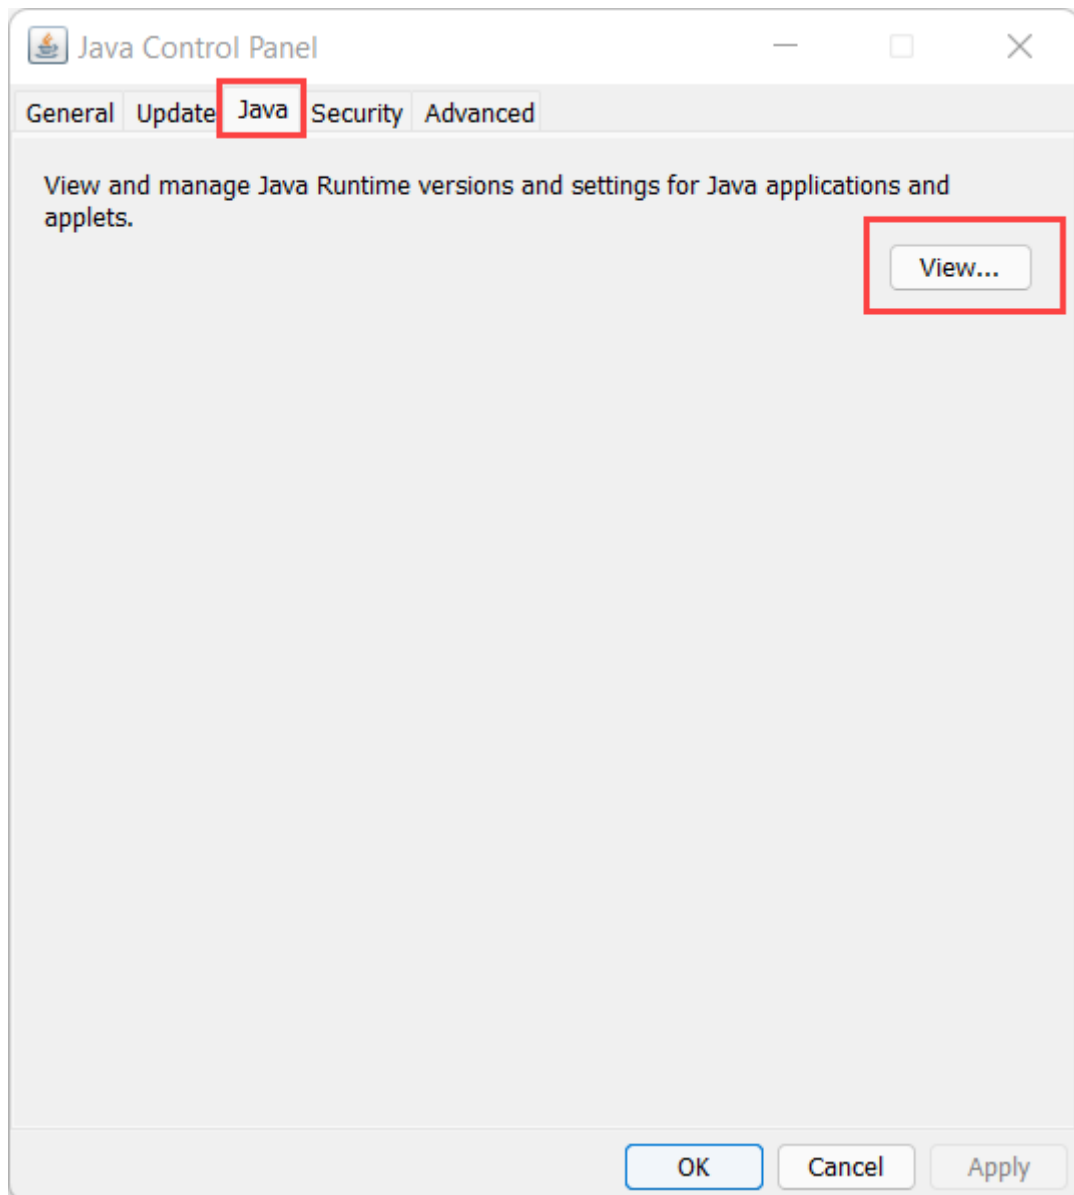 Java Control Panel
General Update Java Security Advanced
View and manage Java Runtime versions and settings for Java applications and
applets.
View...
OK Cancel Apply